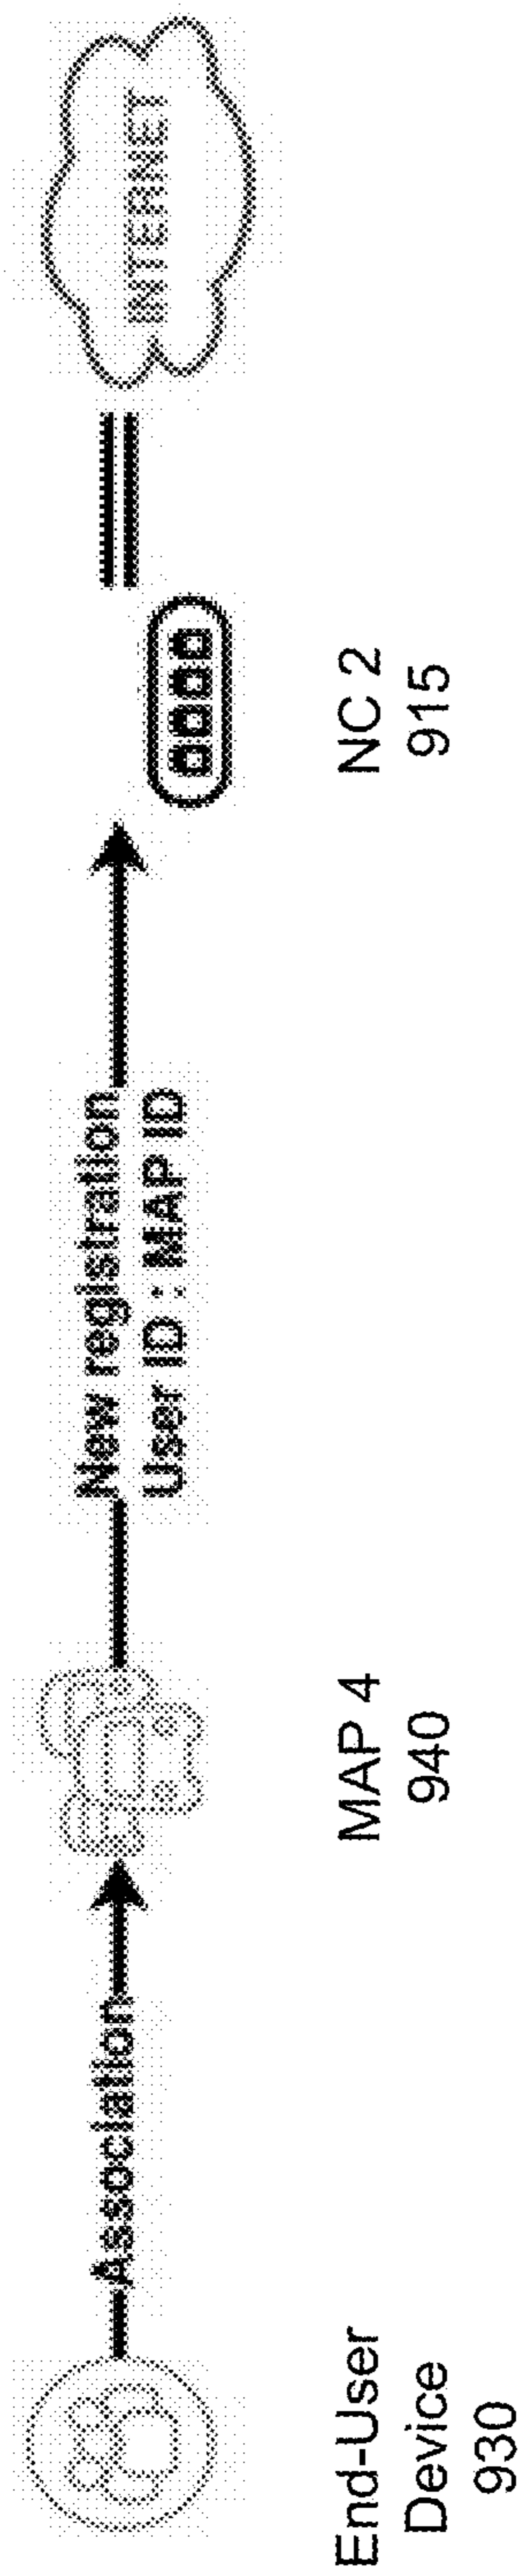 Association
New registration
User ID : MAP ID
INTERNET
End-User
Device
930
MAP 4
940
NC 2
915